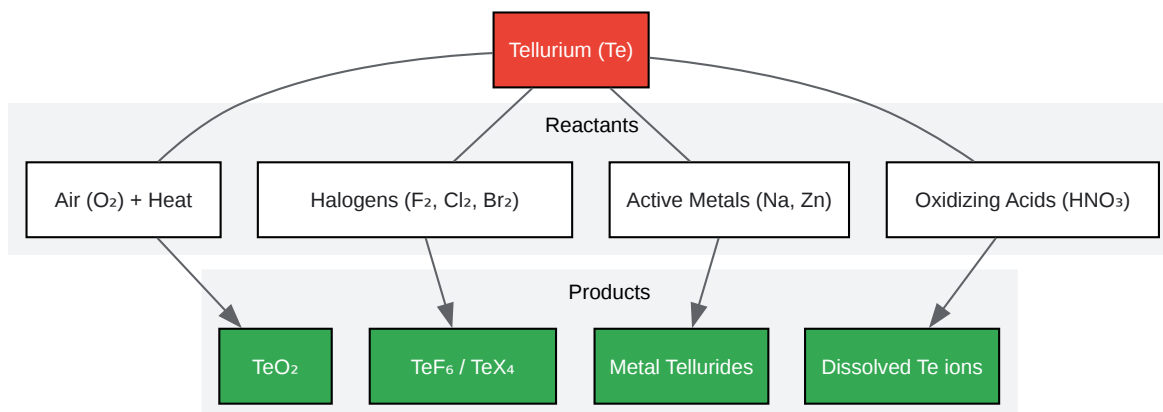 Tellurium (Te)
Reactants
Air (O₂) + Heat
Halogens (F₂, Cl₂, Br₂)
Active Metals (Na, Zn)
Oxidizing Acids (HNO₃)
Products
TeO₂
TeF₆ / TeX₄
Metal Tellurides
Dissolved Te ions